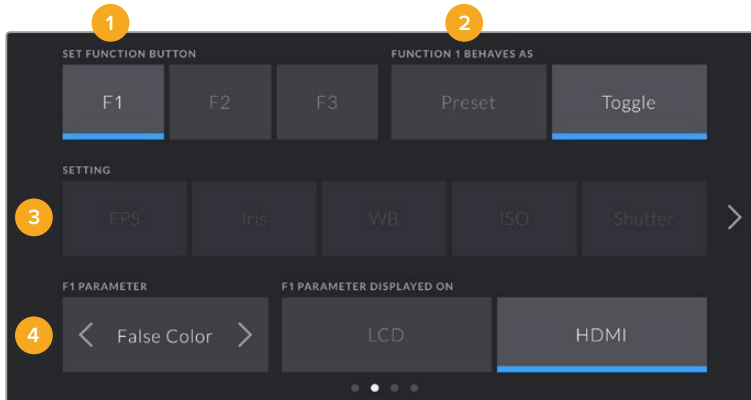 1 2
SET FUNCTION BUTTON FUNCTION 1 BEHAVES AS
F1 F2 F3 Preset Toggle
SETTING
3 FPS Iris WB ISO Shutter
F1 PARAMETER F1 PARAMETER DISPLAYED ON
4 False Color LCD HDMI